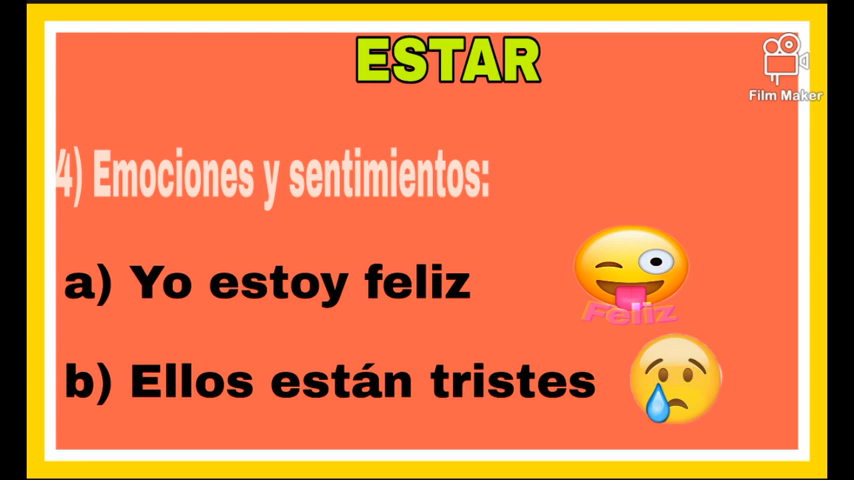 ESTAR
Film Maker
4) Emociones y sentimientos:
a) Yo estoy feliz
Feliz
b) Ellos están tristes